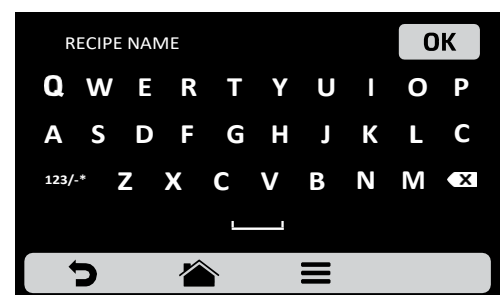 RECIPE NAME OK
Q W E R T Y U I O P
A S D F G H J K L C
123/-* Z X C V B N M X